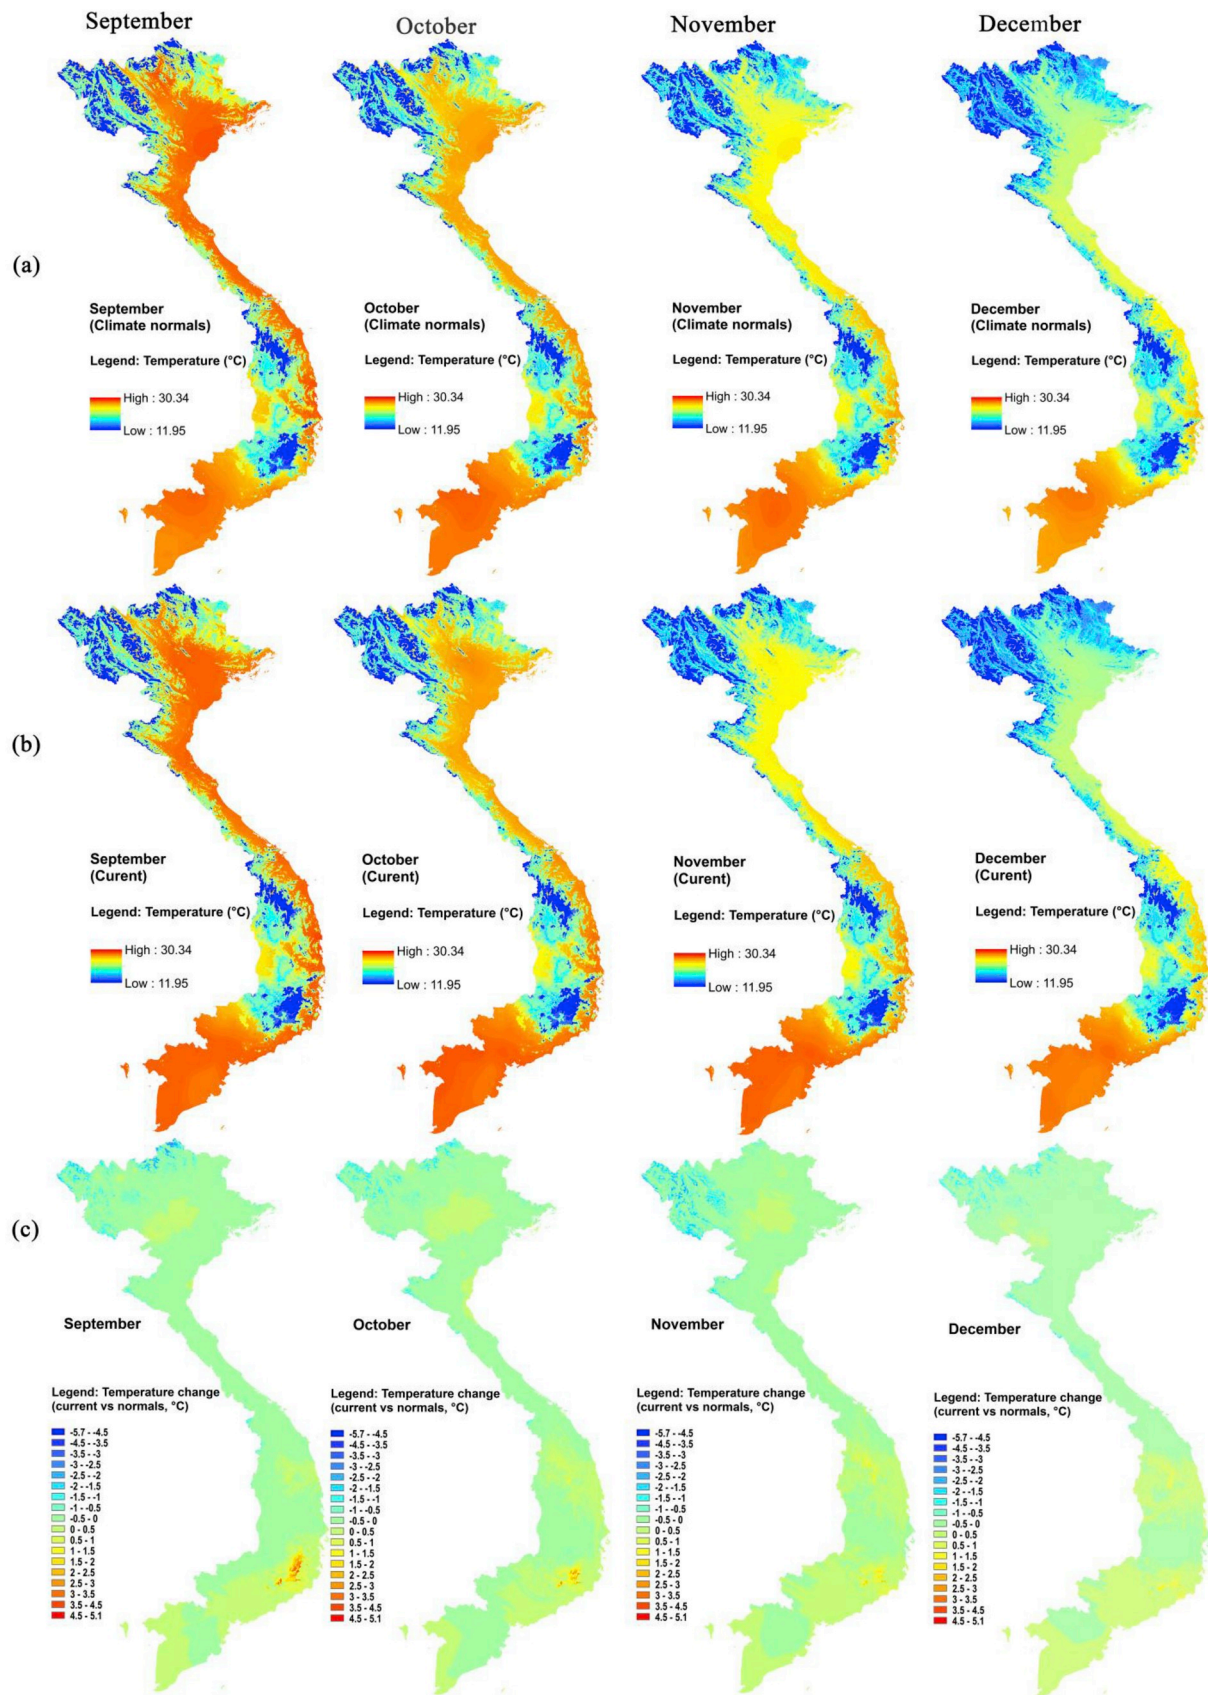 September
October
November
December
(a)
September
(Climate normals)
Legend: Temperature (°C)
High : 30.34
Low : 11.95
October
(Climate normals)
Legend: Temperature (°C)
High : 30.34
Low : 11.95
November
(Climate normals)
Legend: Temperature (°C)
High : 30.34
Low : 11.95
December
(Climate normals)
Legend: Temperature (°C)
High : 30.34
Low : 11.95
(b)
September
(Curent)
Legend: Temperature (°C)
High : 30.34
Low : 11.95
October
(Curent)
Legend: Temperature (°C)
High : 30.34
Low : 11.95
November
(Curent)
Legend: Temperature (°C)
High : 30.34
Low : 11.95
December
(Curent)
Legend: Temperature (°C)
High : 30.34
Low : 11.95
(c)
September
Legend: Temperature change
(current vs normals, °C)
-5.7 - -4.5
-4.5 - -3.5
-3.5 - -3
-3 - -2.5
-2.5 - -2
-2 - -1.5
-1.5 - -1
-1 - -0.5
-0.5 - 0
0 - 0.5
0.5 - 1
1 - 1.5
1.5 - 2
2 - 2.5
2.5 - 3
3 - 3.5
3.5 - 4.5
4.5 - 5.1
October
Legend: Temperature change
(current vs normals, °C)
-5.7 - -4.5
-4.5 - -3.5
-3.5 - -3
-3 - -2.5
-2.5 - -2
-2 - -1.5
-1.5 - -1
-1 - -0.5
-0.5 - 0
0 - 0.5
0.5 - 1
1 - 1.5
1.5 - 2
2 - 2.5
2.5 - 3
3 - 3.5
3.5 - 4.5
4.5 - 5.1
November
Legend: Temperature change
(current vs normals, °C)
-5.7 - -4.5
-4.5 - -3.5
-3.5 - -3
-3 - -2.5
-2.5 - -2
-2 - -1.5
-1.5 - -1
-1 - -0.5
-0.5 - 0
0 - 0.5
0.5 - 1
1 - 1.5
1.5 - 2
2 - 2.5
2.5 - 3
3 - 3.5
3.5 - 4.5
4.5 - 5.1
December
Legend: Temperature change
(current vs normals, °C)
-5.7 - -4.5
-4.5 - -3.5
-3.5 - -3
-3 - -2.5
-2.5 - -2
-2 - -1.5
-1.5 - -1
-1 - -0.5
-0.5 - 0
0 - 0.5
0.5 - 1
1 - 1.5
1.5 - 2
2 - 2.5
2.5 - 3
3 - 3.5
3.5 - 4.5
4.5 - 5.1